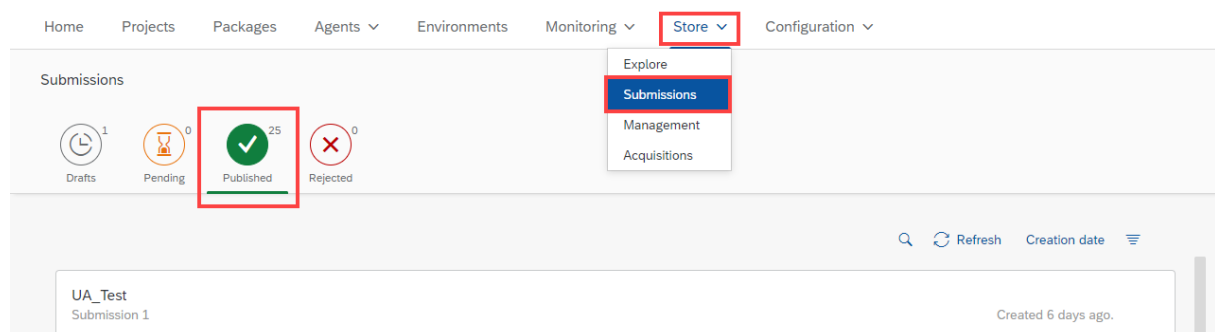 Home Projects Packages Agents Environments Monitoring Store Configuration
Explore
Submissions
Management
Acquisitions
Submissions
1 0 25 0
Drafts Pending Published Rejected
Refresh Creation date
UA_Test
Submission 1 Created 6 days ago.